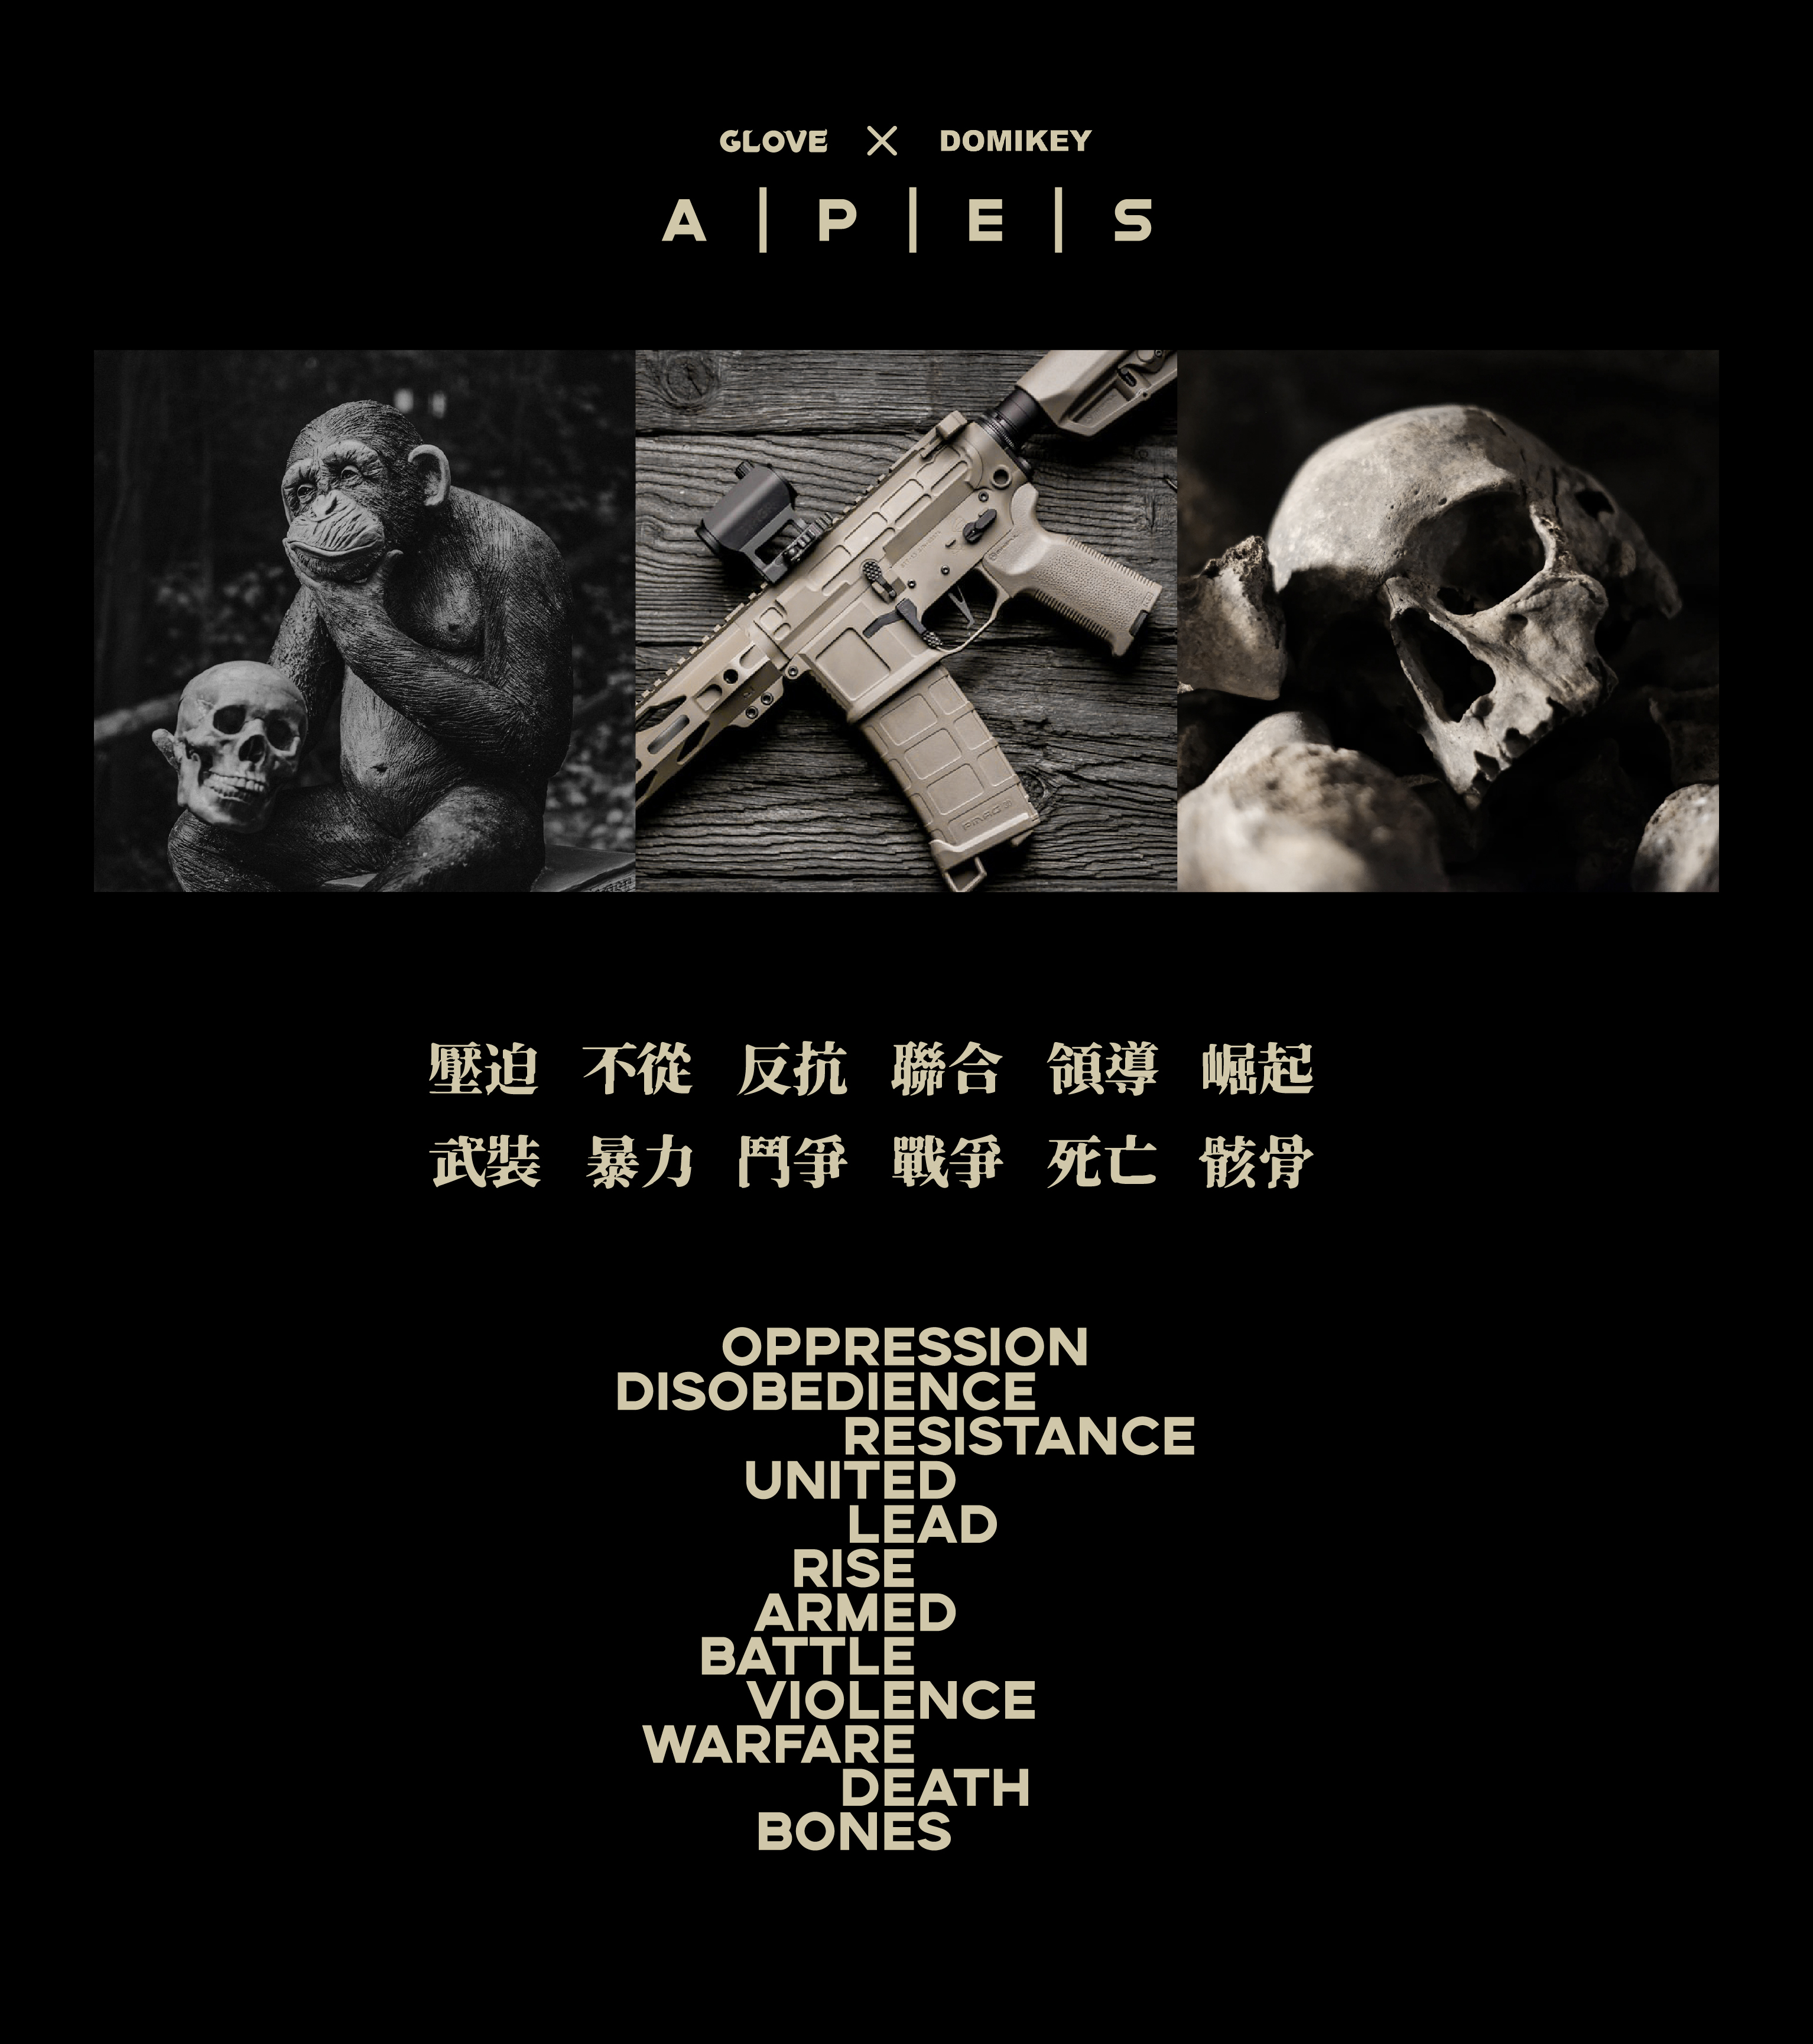 GLOVE × DOMIKEY
A | P | E | S
壓迫 不從 反抗 聯合 領導 崛起
武裝 暴力 鬥爭 戰爭 死亡 骸骨
OPPRESSION
DISOBEDIENCE
RESISTANCE
UNITED
LEAD
RISE
ARMED
BATTLE
VIOLENCE
WARFARE
DEATH
BONES